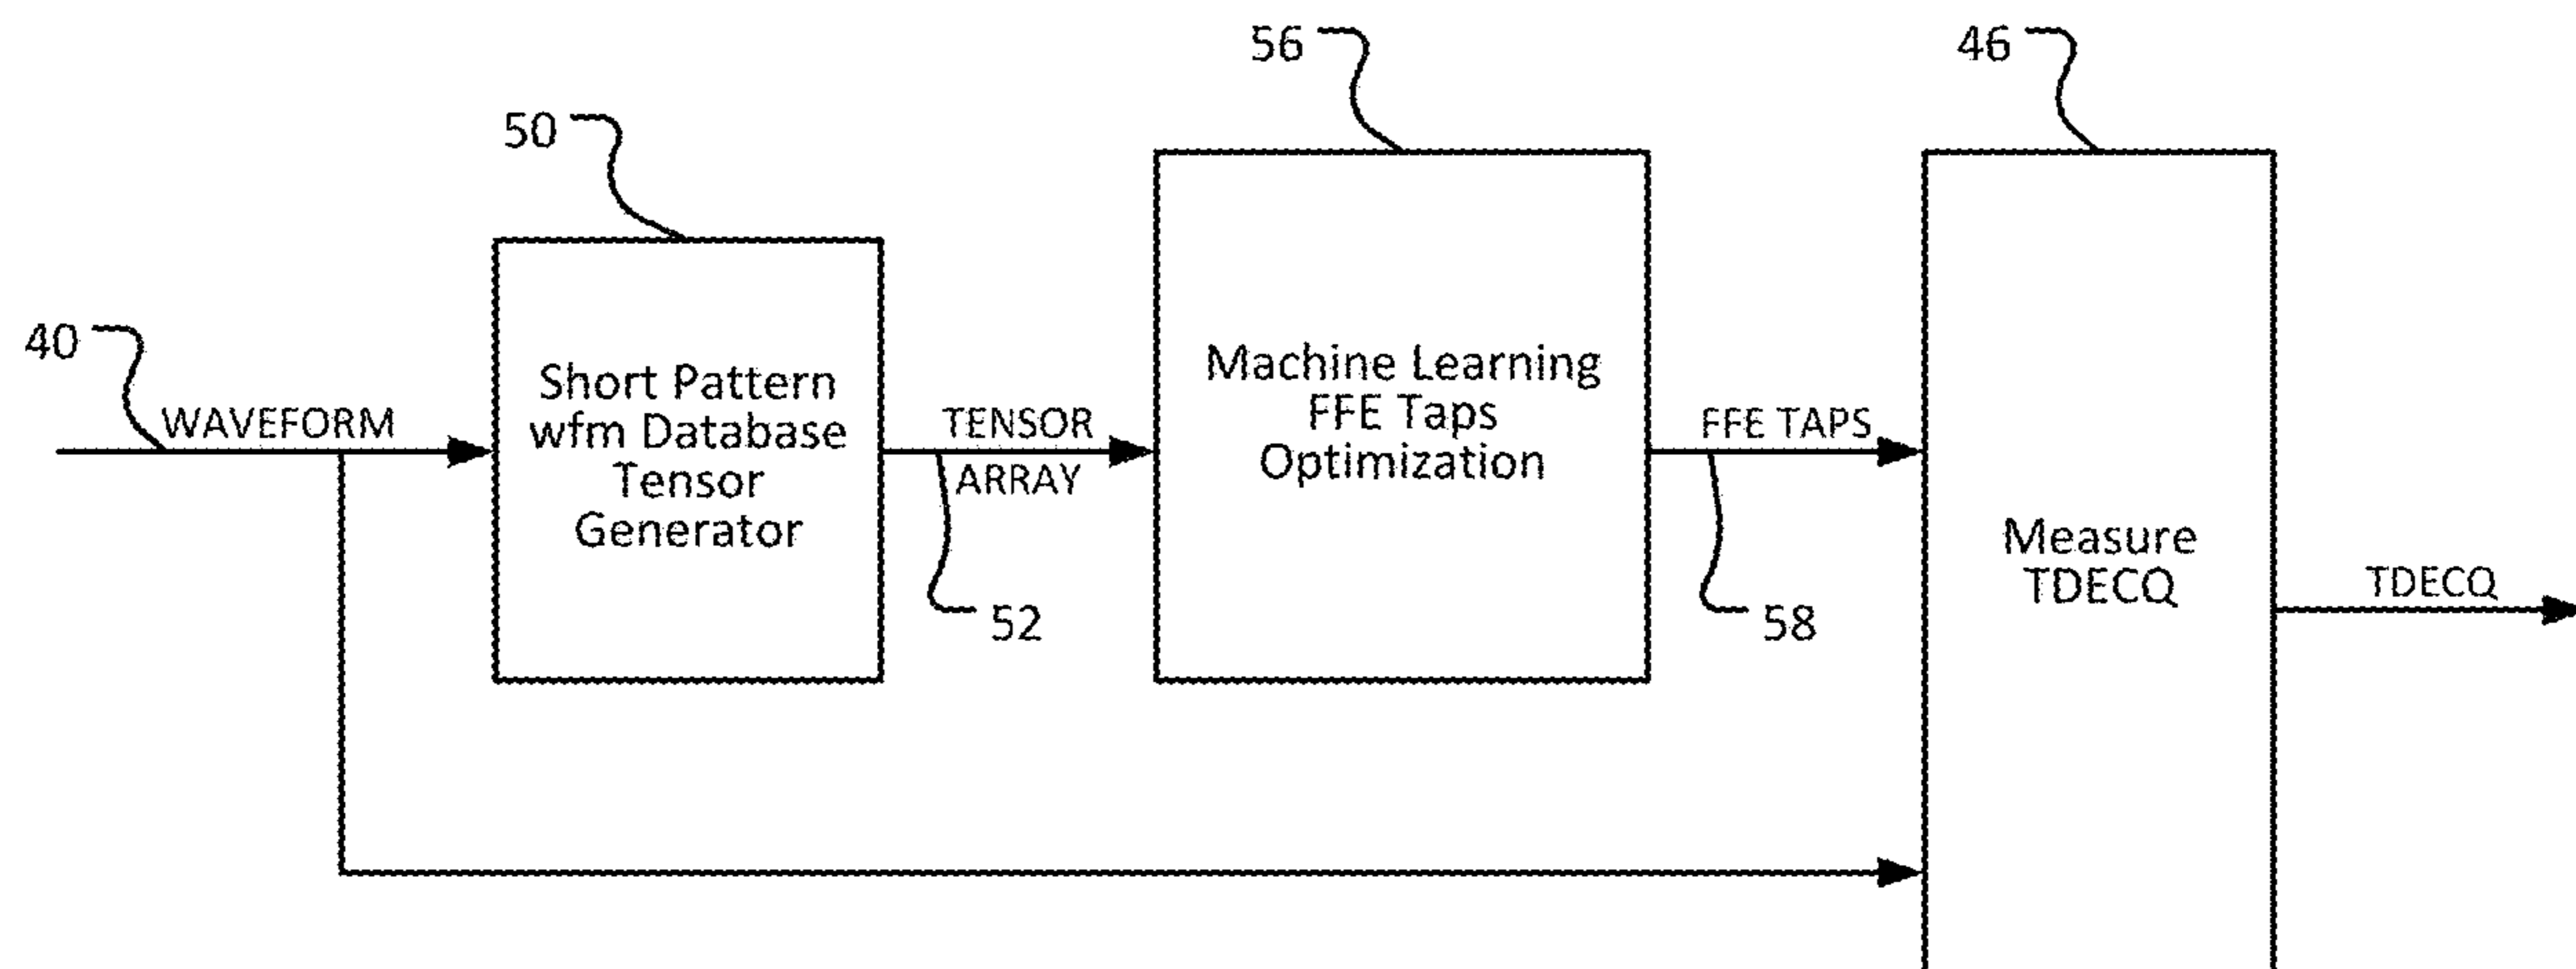 56
46
50
40
WAVEFORM
Short Pattern
wfm Database
Tensor
Generator
TENSOR
ARRAY
52
Machine Learning
FFE Taps
Optimization
FFE TAPS
58
Measure
TDECQ
TDECQ